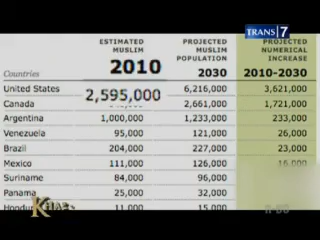 TRANS 7
ESTIMATED MUSLIM 2010 PROJECTED MUSLIM POPULATION 2030 PROJECTED NUMERICAL INCREASE 2010-2030
Countries
United States 2,595,000 6,216,000 3,621,000
Canada 2,661,000 1,721,000
Argentina 1,000,000 1,233,000 233,000
Venezuela 95,000 121,000 26,000
Brazil 204,000 227,000 23,000
Mexico 111,000 126,000 16,000
Suriname 84,000 96,000
Panama 25,000 32,000
11,000 15,000